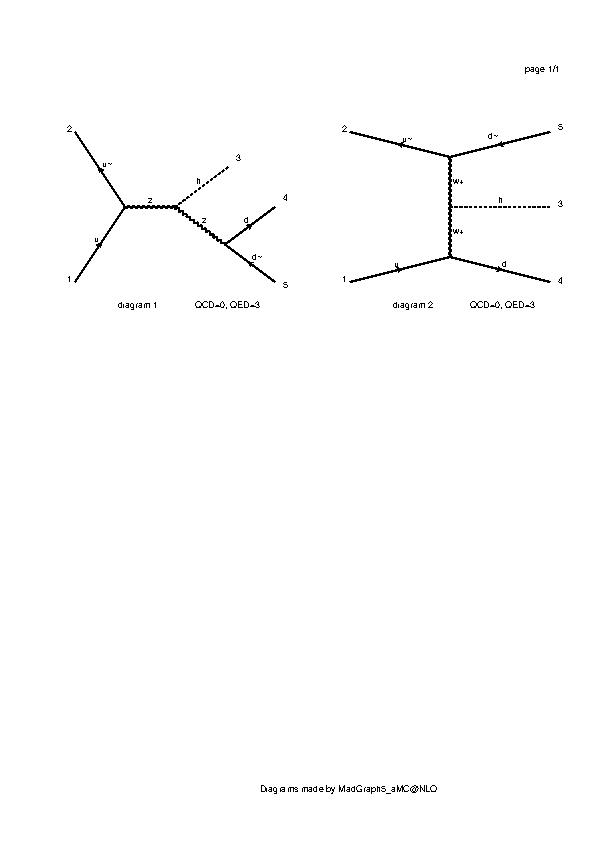 page 1/1
2
u~
z
h
3
z
d
4
u
d~
1
5
diagram 1
QCD=0, QED=3
2
u~
d~
5
w+
h
3
w+
u
d
1
4
diagram 2
QCD=0, QED=3
Diagrams made by MadGraph5_aMC@NLO